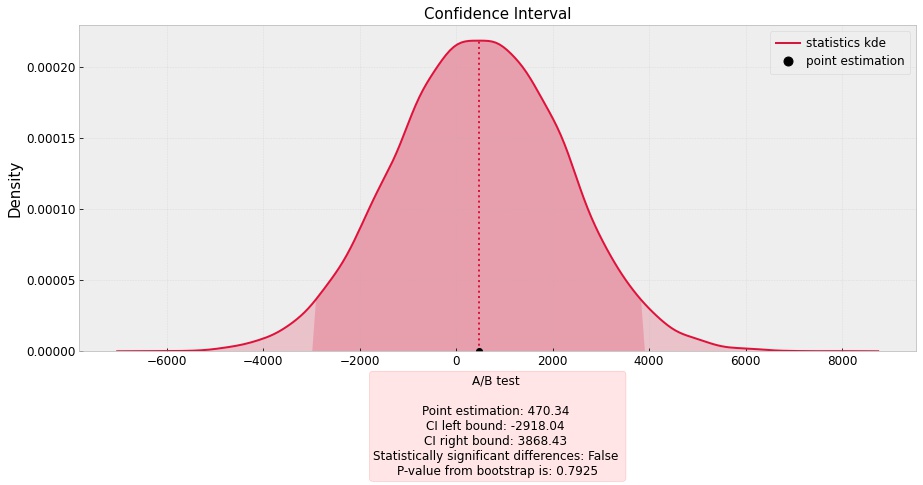 Confidence Interval
statistics kde
point estimation
Density
0.00020
0.00015
0.00010
0.00005
0.00000
−6000 −4000 −2000 0 2000 4000 6000 8000
A/B test
Point estimation: 470.34
CI left bound: -2918.04
CI right bound: 3868.43
Statistically significant differences: False
P-value from bootstrap is: 0.7925